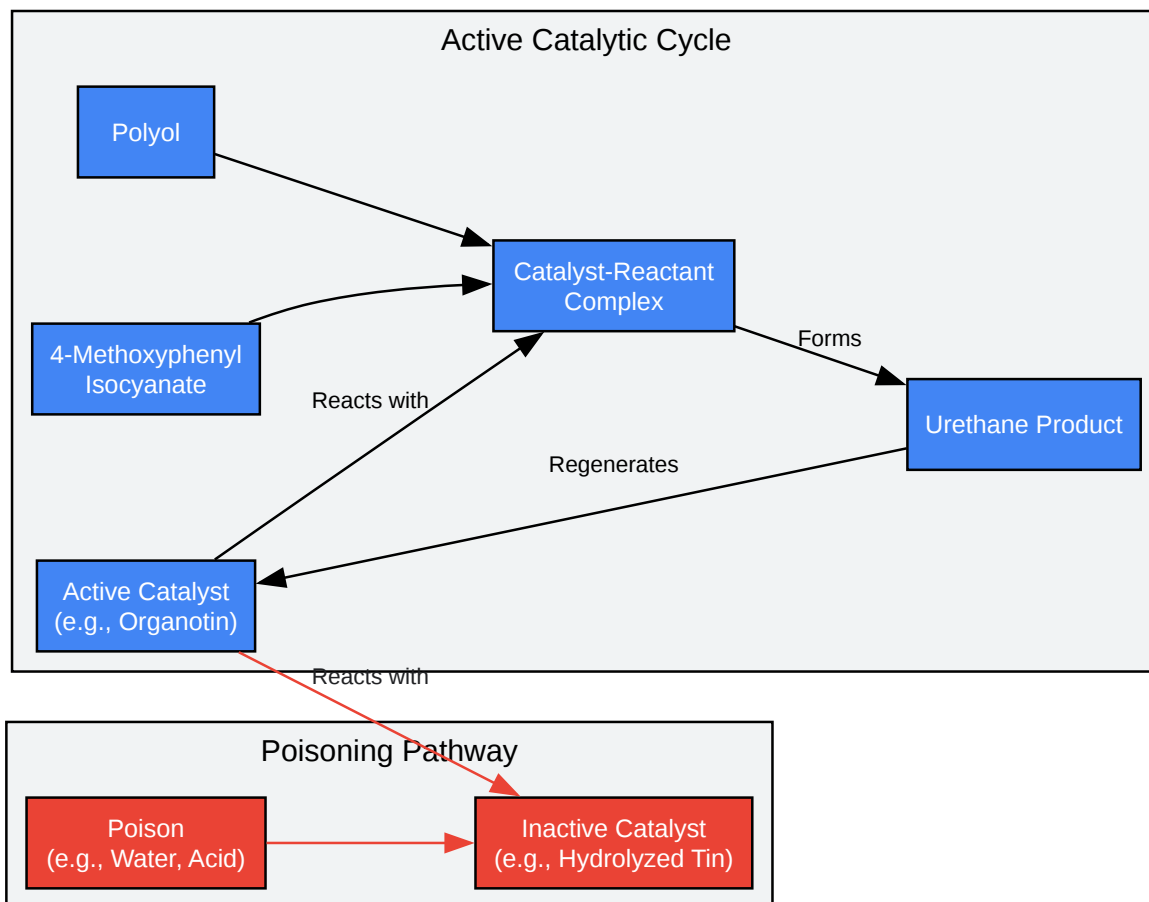 Active Catalytic Cycle
Polyol
Catalyst-Reactant
Complex
Forms
4-Methoxyphenyl
Isocyanate
Reacts with
Urethane Product
Regenerates
Active Catalyst
(e.g., Organotin)
Reacts with
Poisoning Pathway
Poison
(e.g., Water, Acid)
Inactive Catalyst
(e.g., Hydrolyzed Tin)